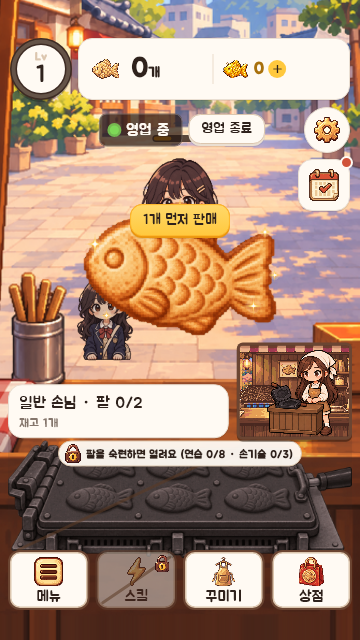 Lv
1
0개
0 +
영업 중
영업 종료
1개 먼저 판매
일반 손님 · 팥 0/2
재고 1개
팥을 숙련하면 열려요 (연습 0/8 · 손기술 0/3)
메뉴
스킬
꾸미기
상점